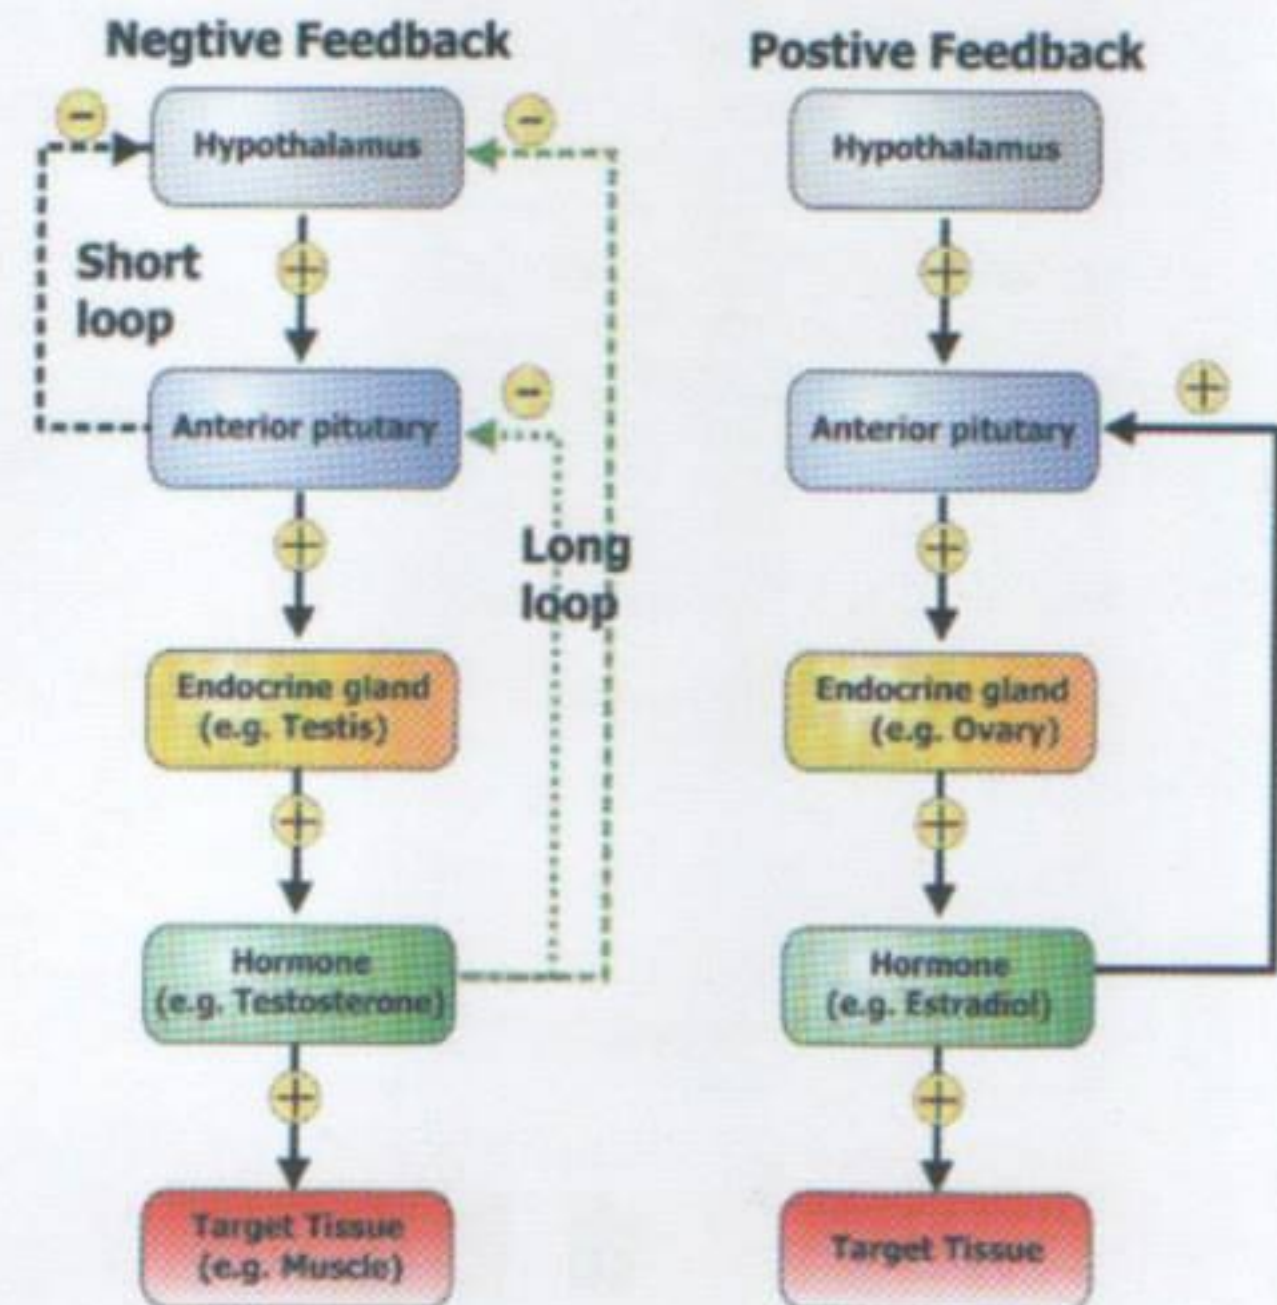 Negtive Feedback
Hypothalamus
Short
loop
Anterior pitutary
Long
loop
Endocrine gland
(e.g. Testis)
Hormone
(e.g. Testosterone)
Target Tissue
(e.g. Muscle)
Postive Feedback
Hypothalamus
Anterior pitutary
Endocrine gland
(e.g. Ovary)
Hormone
(e.g. Estradiol)
Target Tissue